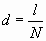 d = l/N